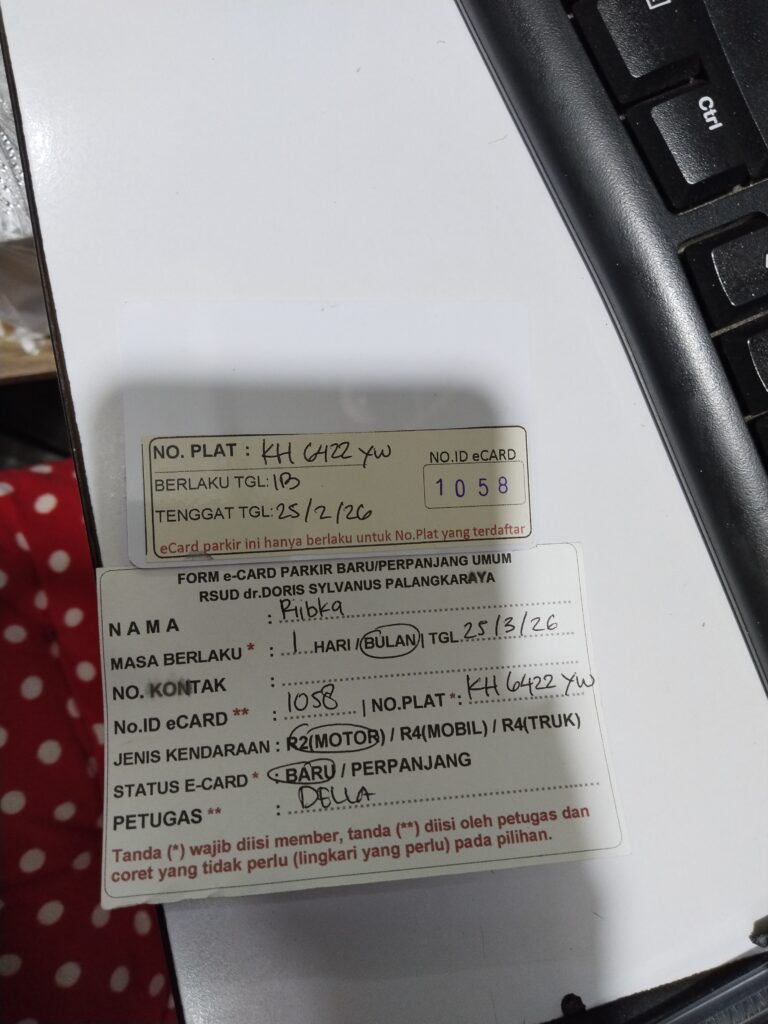 Ctrl
NO. PLAT : KH 6422 YW
NO.ID eCARD
BERLAKU TGL: 1B
1058
TENGGAT TGL: 25/2/26
eCard parkir ini hanya berlaku untuk No.Plat yang terdaftar
FORM e-CARD PARKIR BARU/PERPANJANG UMUM
RSUD dr.DORIS SYLVANUS PALANGKARAYA
NAMA : Ribka
MASA BERLAKU * : 1 HARI / BULAN | TGL. 25/3/26
NO. KONTAK :
No.ID eCARD ** : 1058 | NO.PLAT *: KH 6422 YW
JENIS KENDARAAN : R2(MOTOR) / R4(MOBIL) / R4(TRUK)
STATUS E-CARD * : BARU / PERPANJANG
PETUGAS ** : DELLA
Tanda (*) wajib diisi member, tanda (**) diisi oleh petugas dan
coret yang tidak perlu (lingkari yang perlu) pada pilihan.